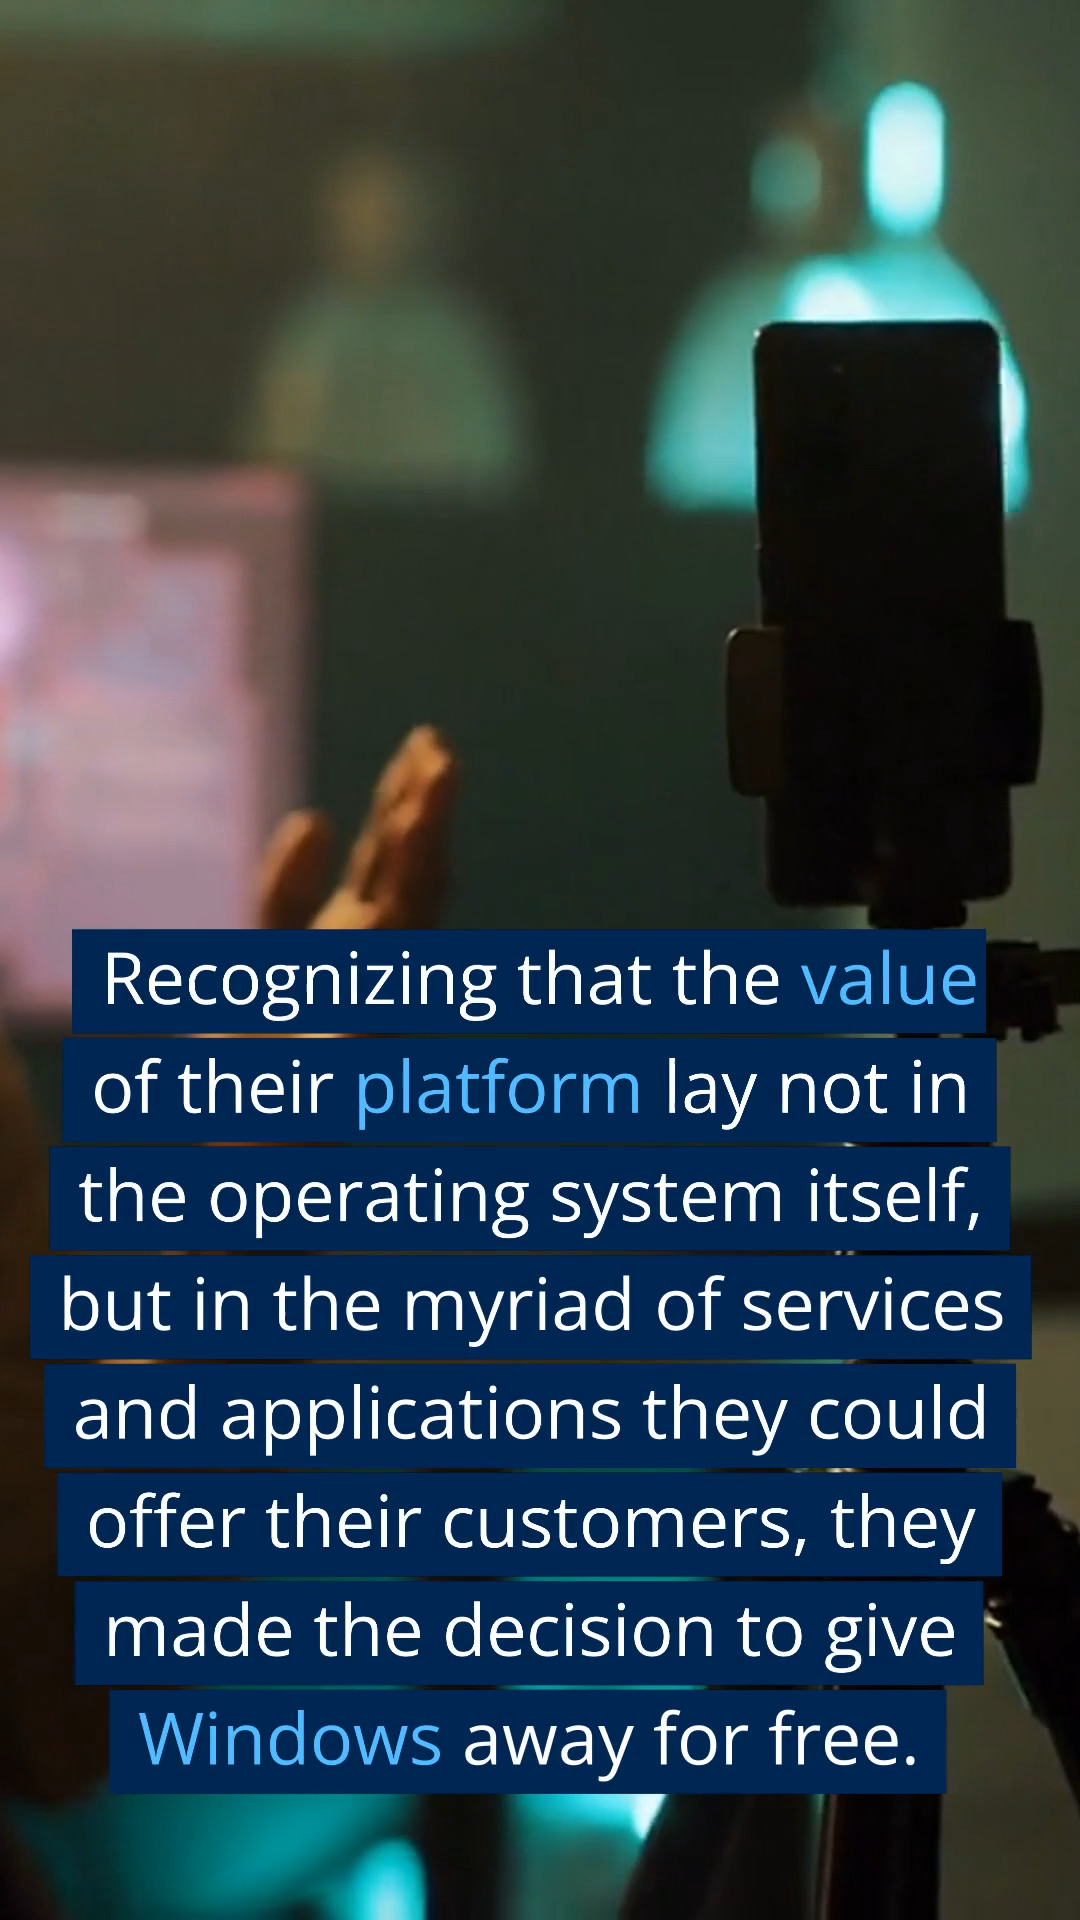 Recognizing that the value
of their platform lay not in
the operating system itself,
but in the myriad of services
and applications they could
offer their customers, they
made the decision to give
Windows away for free.